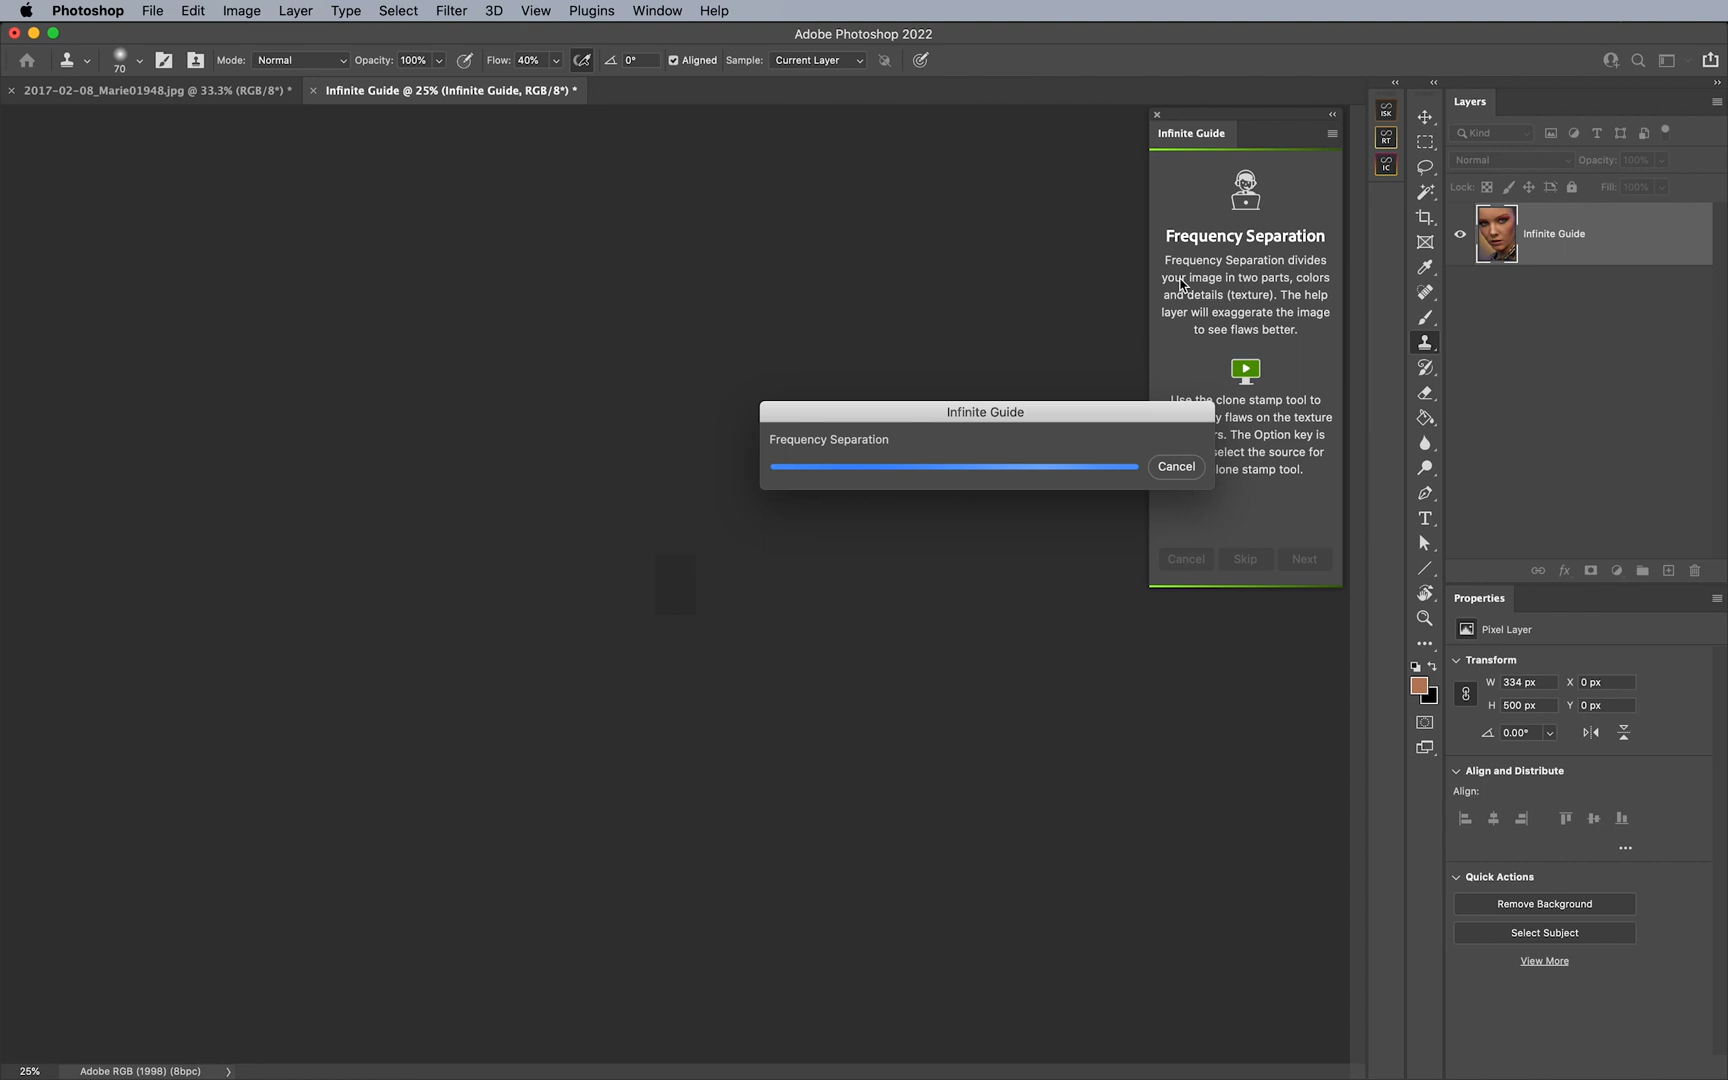 Photoshop File Edit Image Layer Type Select Filter 3D View Plugins Window Help
Adobe Photoshop 2022
70 Mode: Normal Opacity: 100% Flow: 40% 0° Aligned Sample: Current Layer
2017-02-08_Marie01948.jpg @ 33.3% (RGB/8*) * Infinite Guide @ 25% (Infinite Guide, RGB/8*) *
Infinite Guide
Frequency Separation
Frequency Separation divides
your image in two parts, colors
and details (texture). The help
layer will exaggerate the image
to see flaws better.
Use the clone stamp tool to
y flaws on the texture
rs. The Option key is
select the source for
lone stamp tool.
Cancel Skip Next
Infinite Guide
Frequency Separation
Cancel
S
ISK
S
RT
S
IC
Layers
Kind
Normal Opacity: 100%
Lock: Fill: 100%
Infinite Guide
Properties
Pixel Layer
Transform
W 334 px X 0 px
H 500 px Y 0 px
0.00°
Align and Distribute
Align:
Quick Actions
Remove Background
Select Subject
View More
25% Adobe RGB (1998) (8bpc)